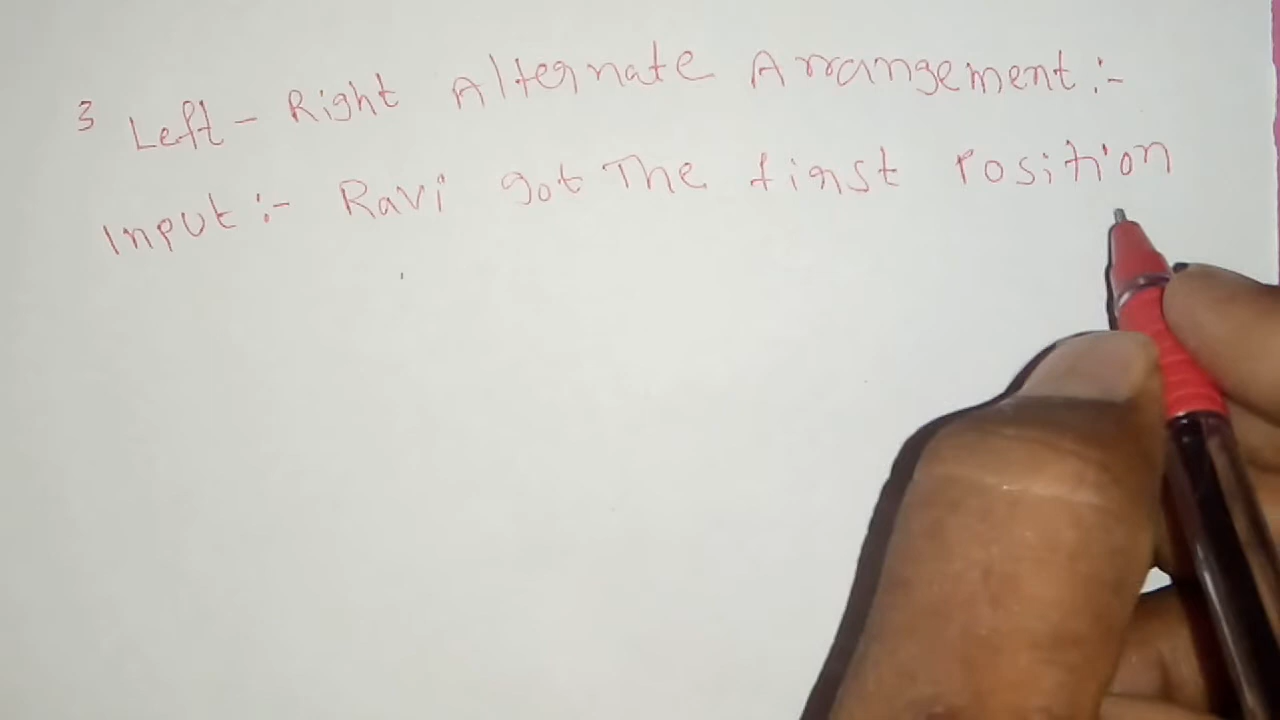 3 Left - Right Alternate Arrangement :-
Input :- Ravi got The first Position